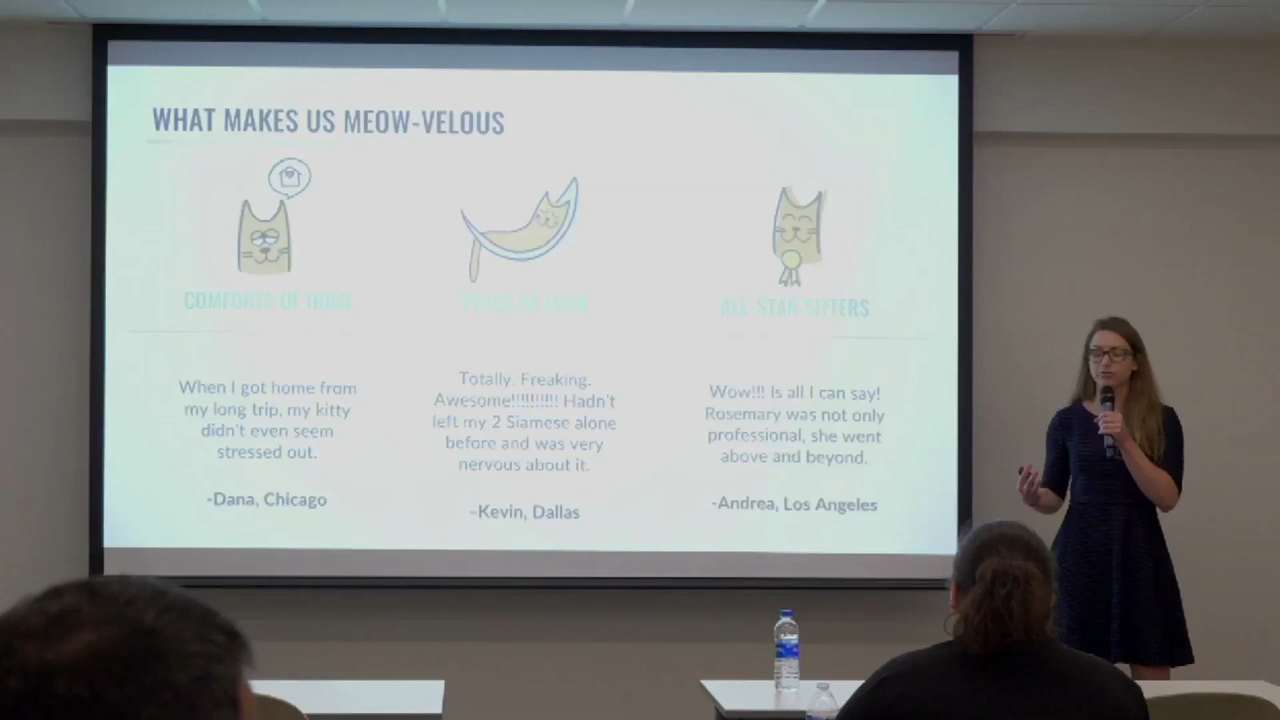 WHAT MAKES US MEOW-VELOUS
COMFORTS OF HOME
PEACE OF MIND
ALL-STAR SITTERS
When I got home from
my long trip, my kitty
didn't even seem
stressed out.
-Dana, Chicago
Totally. Freaking.
Awesome!!!!!!!!!! Hadn't
left my 2 Siamese alone
before and was very
nervous about it.
-Kevin, Dallas
Wow!!! Is all I can say!
Rosemary was not only
professional, she went
above and beyond.
-Andrea, Los Angeles